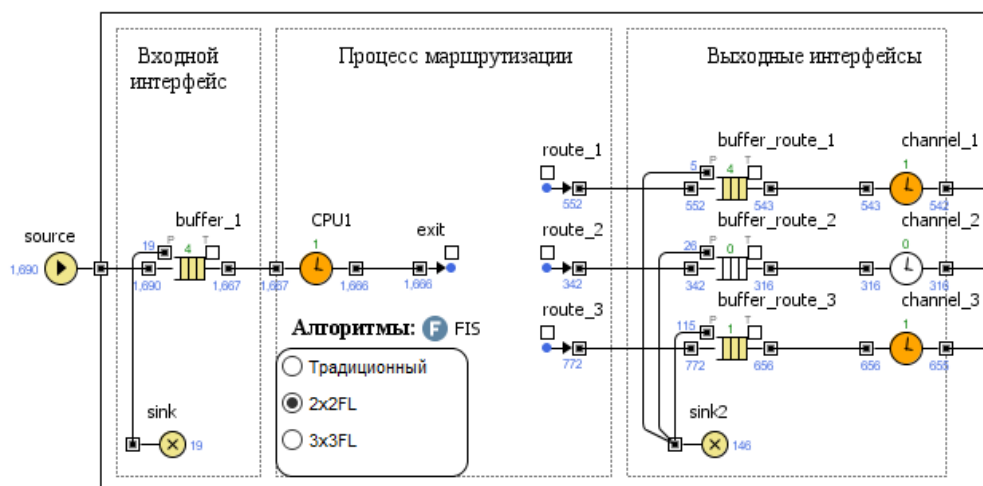 Входной
интерфейс
Процесс маршрутизации
Выходные интерфейсы
source
1,690
buffer_1
19
P
T
4
1,690
1,667
CPU1
1
1,667
1,666
exit
1,666
sink
19
Алгоритмы: F FIS
Традиционный
2x2FL
3x3FL
route_1
552
route_2
342
route_3
772
buffer_route_1
5
P
T
4
552
543
channel_1
1
543
542
buffer_route_2
26
P
T
0
342
316
channel_2
0
316
316
buffer_route_3
115
P
T
1
772
656
channel_3
1
656
655
sink2
146